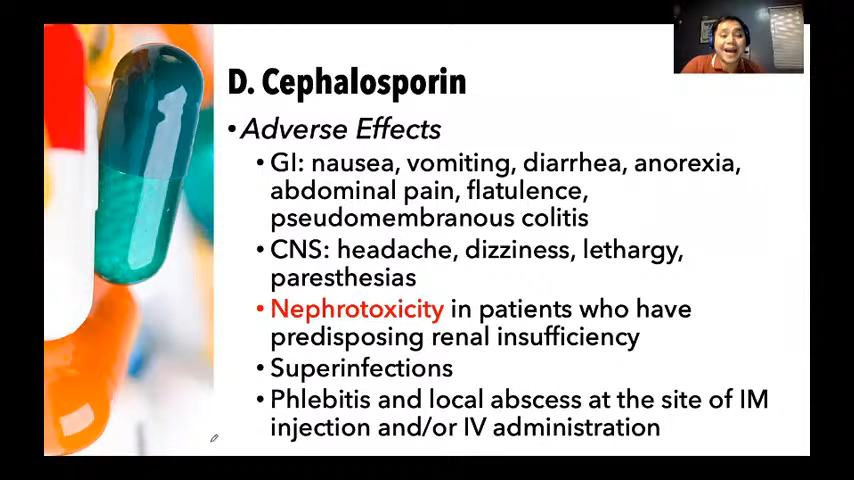 D. Cephalosporin
• Adverse Effects
• GI: nausea, vomiting, diarrhea, anorexia,
abdominal pain, flatulence,
pseudomembranous colitis
• CNS: headache, dizziness, lethargy,
paresthesias
• Nephrotoxicity in patients who have
predisposing renal insufficiency
• Superinfections
• Phlebitis and local abscess at the site of IM
injection and/or IV administration